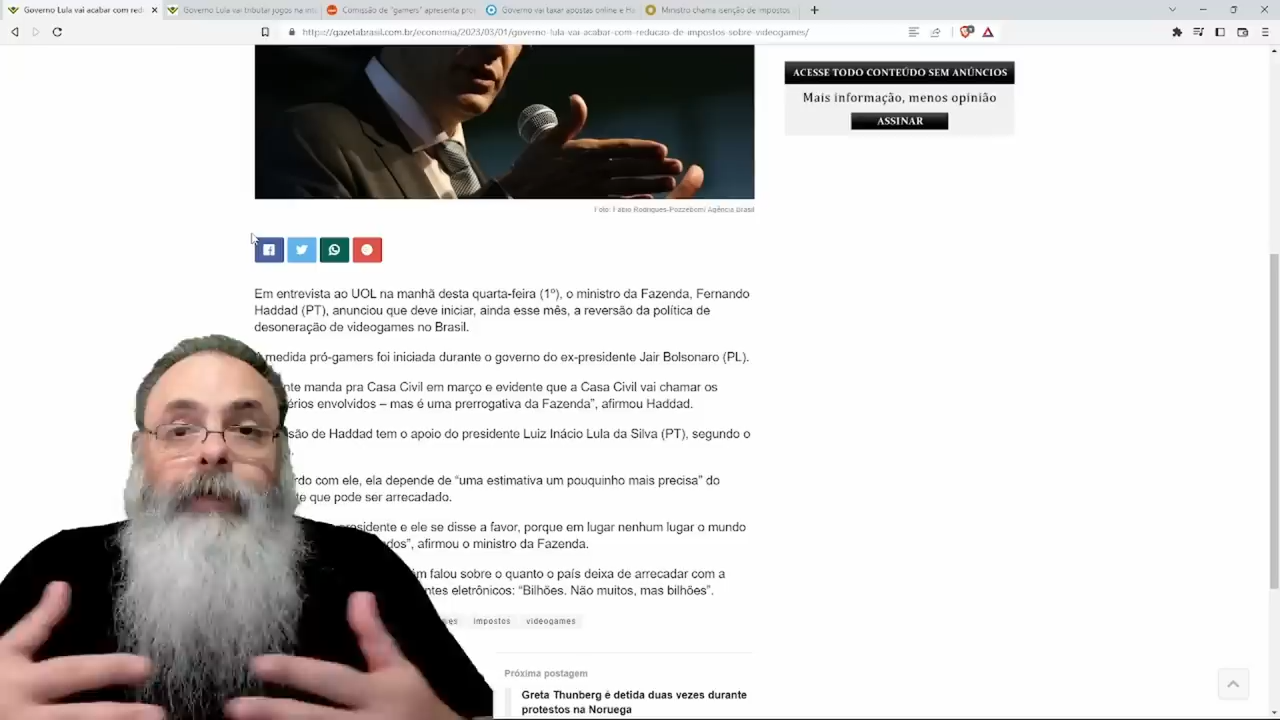 Governo Lula vai acabar com red
Governo Lula vai tributar jogos na int
Comissão de "gamers" apresenta pro
Governo vai taxar apostas online e
Ministro chama isenção de impostos
http://gazetabrasil.com.br/economia/2023/03/01/governo-lula-vai-acabar-com-reducao-de-impostos-sobre-videogames/
ACESSE TODO CONTEÚDO SEM ANÚNCIOS
Mais informação, menos opinião
ASSINAR
Foto: Fabio Rodrigues-Pozzebom/ Agência Brasil
Em entrevista ao UOL na manhã desta quarta-feira (1º), o ministro da Fazenda, Fernando
Haddad (PT), anunciou que deve iniciar, ainda esse mês, a reversão da política de
desoneração de videogames no Brasil.
medida pró-gamers foi iniciada durante o governo do ex-presidente Jair Bolsonaro (PL).
nte manda pra Casa Civil em março e evidente que a Casa Civil vai chamar os
érios envolvidos – mas é uma prerrogativa da Fazenda”, afirmou Haddad.
são de Haddad tem o apoio do presidente Luiz Inácio Lula da Silva (PT), segundo o
rdo com ele, ela depende de “uma estimativa um pouquinho mais precisa” do
te que pode ser arrecadado.
presidente e ele se disse a favor, porque em lugar nenhum lugar o mundo
dos”, afirmou o ministro da Fazenda.
m falou sobre o quanto o país deixa de arrecadar com a
ntes eletrônicos: “Bilhões. Não muitos, mas bilhões”.
es impostos videogames
Próxima postagem
Greta Thunberg é detida duas vezes durante
protestos na Noruega